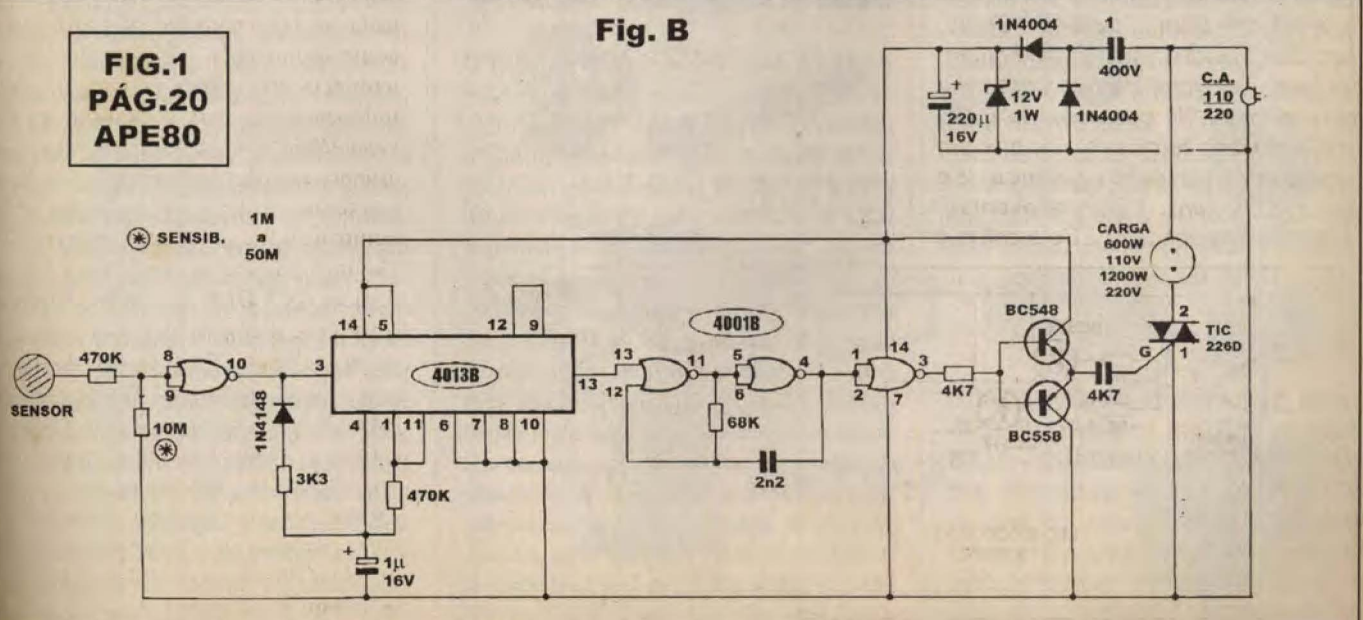 Fig. B
FIG.1
PÁG.20
APE80
1N4004
1
400V
C.A.
110
220
+
220μ
16V
12V
1W
1N4004
SENSIB.
1M
a
50M
CARGA
600W
110V
1200W
220V
14
5
12
9
4001B
BC548
2
TIC
226D
G
1
470K
8
9
10
3
4013B
13
13
12
11
5
6
4
1
2
14
3
7
4K7
4K7
SENSOR
10M
1N4148
4
1
11
6
7
8
10
68K
BC558
2n2
3K3
470K
+
1μ
16V